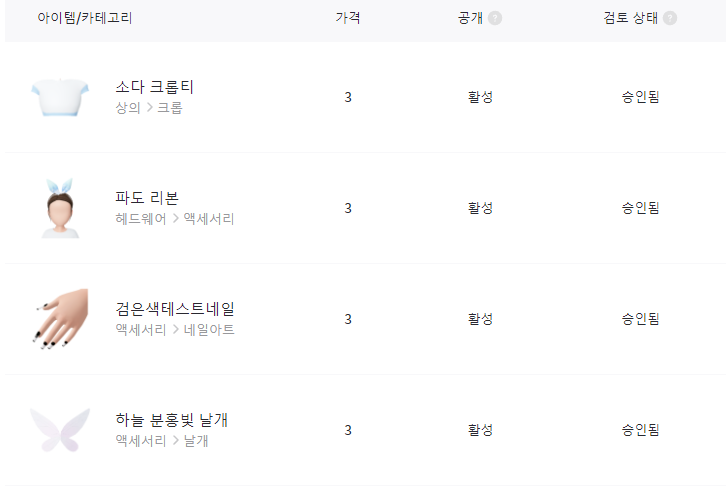 아이템/카테고리 가격 공개 ? 검토 상태 ?
소다 크롭티
상의 > 크롭
3 활성 승인됨
파도 리본
헤드웨어 > 액세서리
3 활성 승인됨
검은색테스트네일
액세서리 > 네일아트
3 활성 승인됨
하늘 분홍빛 날개
액세서리 > 날개
3 활성 승인됨